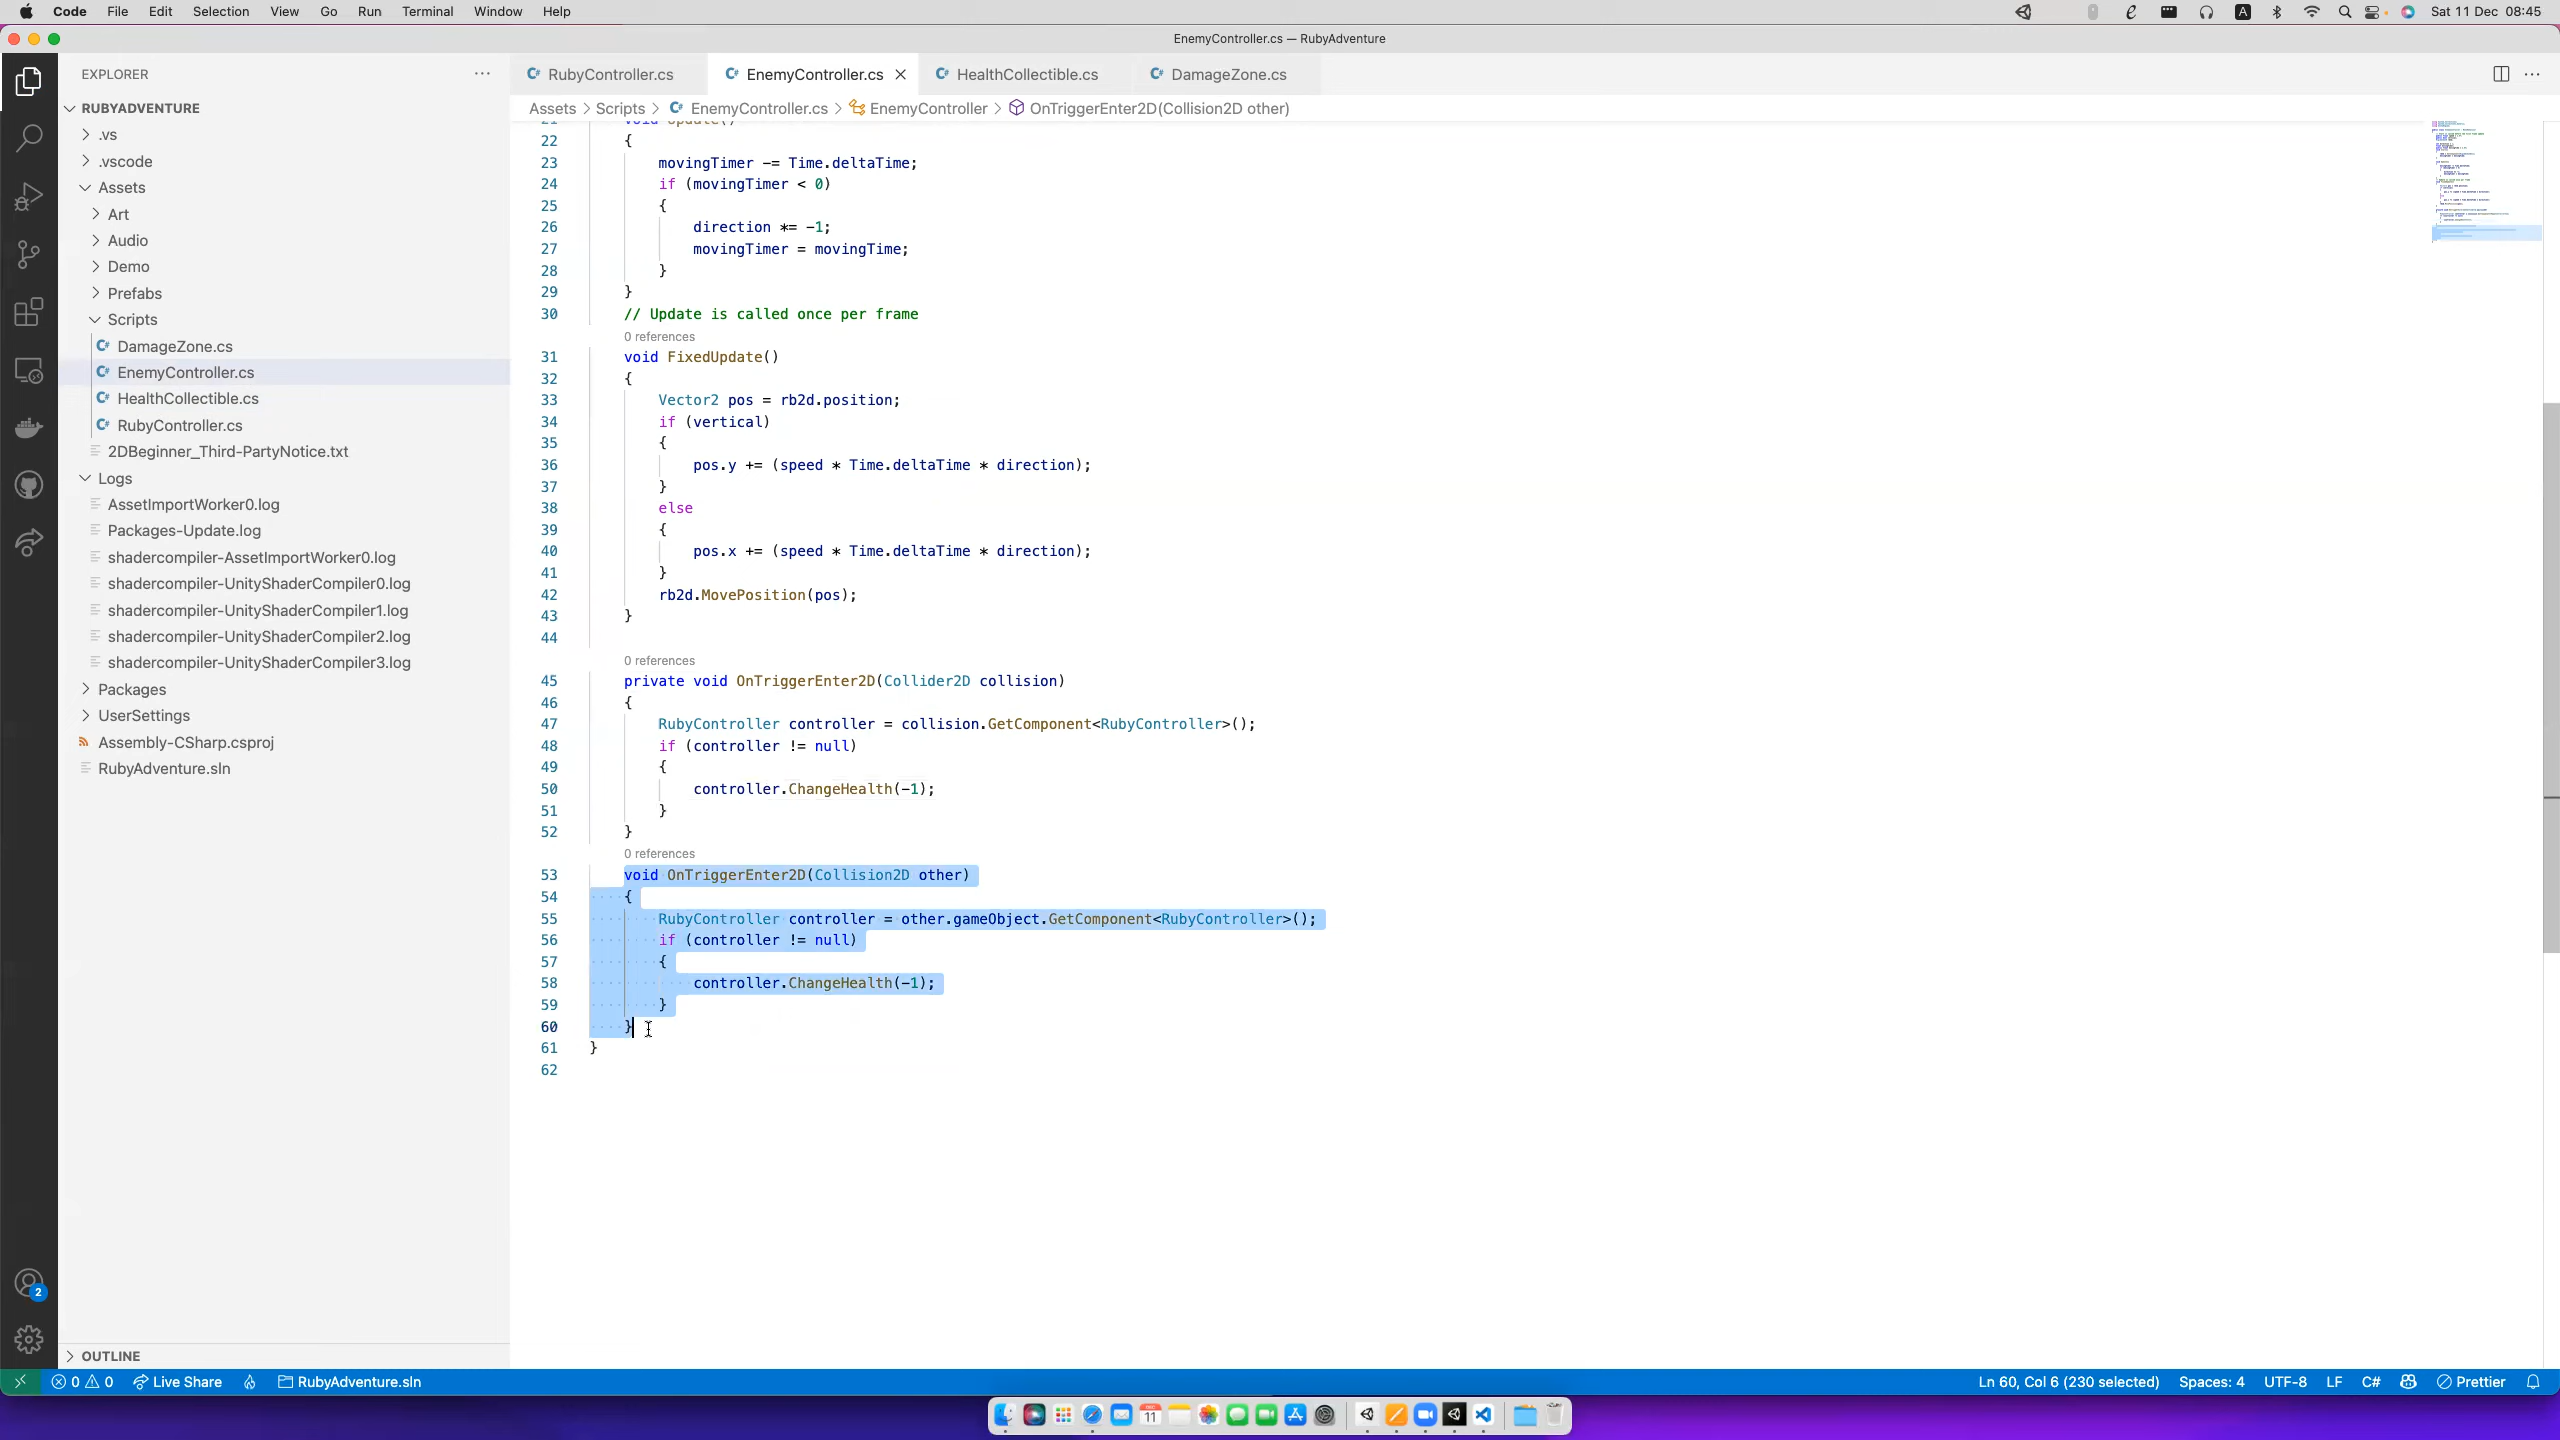 Code File Edit Selection View Go Run Terminal Window Help
A Sat 11 Dec 08:45
EnemyController.cs — RubyAdventure
EXPLORER
RUBYADVENTURE
.vs
.vscode
Assets
Art
Audio
Demo
Prefabs
Scripts
DamageZone.cs
EnemyController.cs
HealthCollectible.cs
RubyController.cs
2DBeginner_Third-PartyNotice.txt
Logs
AssetImportWorker0.log
Packages-Update.log
shadercompiler-AssetImportWorker0.log
shadercompiler-UnityShaderCompiler0.log
shadercompiler-UnityShaderCompiler1.log
shadercompiler-UnityShaderCompiler2.log
shadercompiler-UnityShaderCompiler3.log
Packages
UserSettings
Assembly-CSharp.csproj
RubyAdventure.sln
OUTLINE
2
RubyController.cs EnemyController.cs HealthCollectible.cs DamageZone.cs
Assets > Scripts > EnemyController.cs > EnemyController > OnTriggerEnter2D(Collision2D other)
21 void Update()
22 {
23 movingTimer -= Time.deltaTime;
24 if (movingTimer < 0)
25 {
26 direction *= -1;
27 movingTimer = movingTime;
28 }
29 }
30 // Update is called once per frame
0 references
31 void FixedUpdate()
32 {
33 Vector2 pos = rb2d.position;
34 if (vertical)
35 {
36 pos.y += (speed * Time.deltaTime * direction);
37 }
38 else
39 {
40 pos.x += (speed * Time.deltaTime * direction);
41 }
42 rb2d.MovePosition(pos);
43 }
44
0 references
45 private void OnTriggerEnter2D(Collider2D collision)
46 {
47 RubyController controller = collision.GetComponent<RubyController>();
48 if (controller != null)
49 {
50 controller.ChangeHealth(-1);
51 }
52 }
0 references
53 void OnTriggerEnter2D(Collision2D other)
54 {
55 RubyController controller = other.gameObject.GetComponent<RubyController>();
56 if (controller != null)
57 {
58 controller.ChangeHealth(-1);
59 }
60 }
61 }
62
0 0 Live Share RubyAdventure.sln Ln 60, Col 6 (230 selected) Spaces: 4 UTF-8 LF C# Prettier
DEC 11